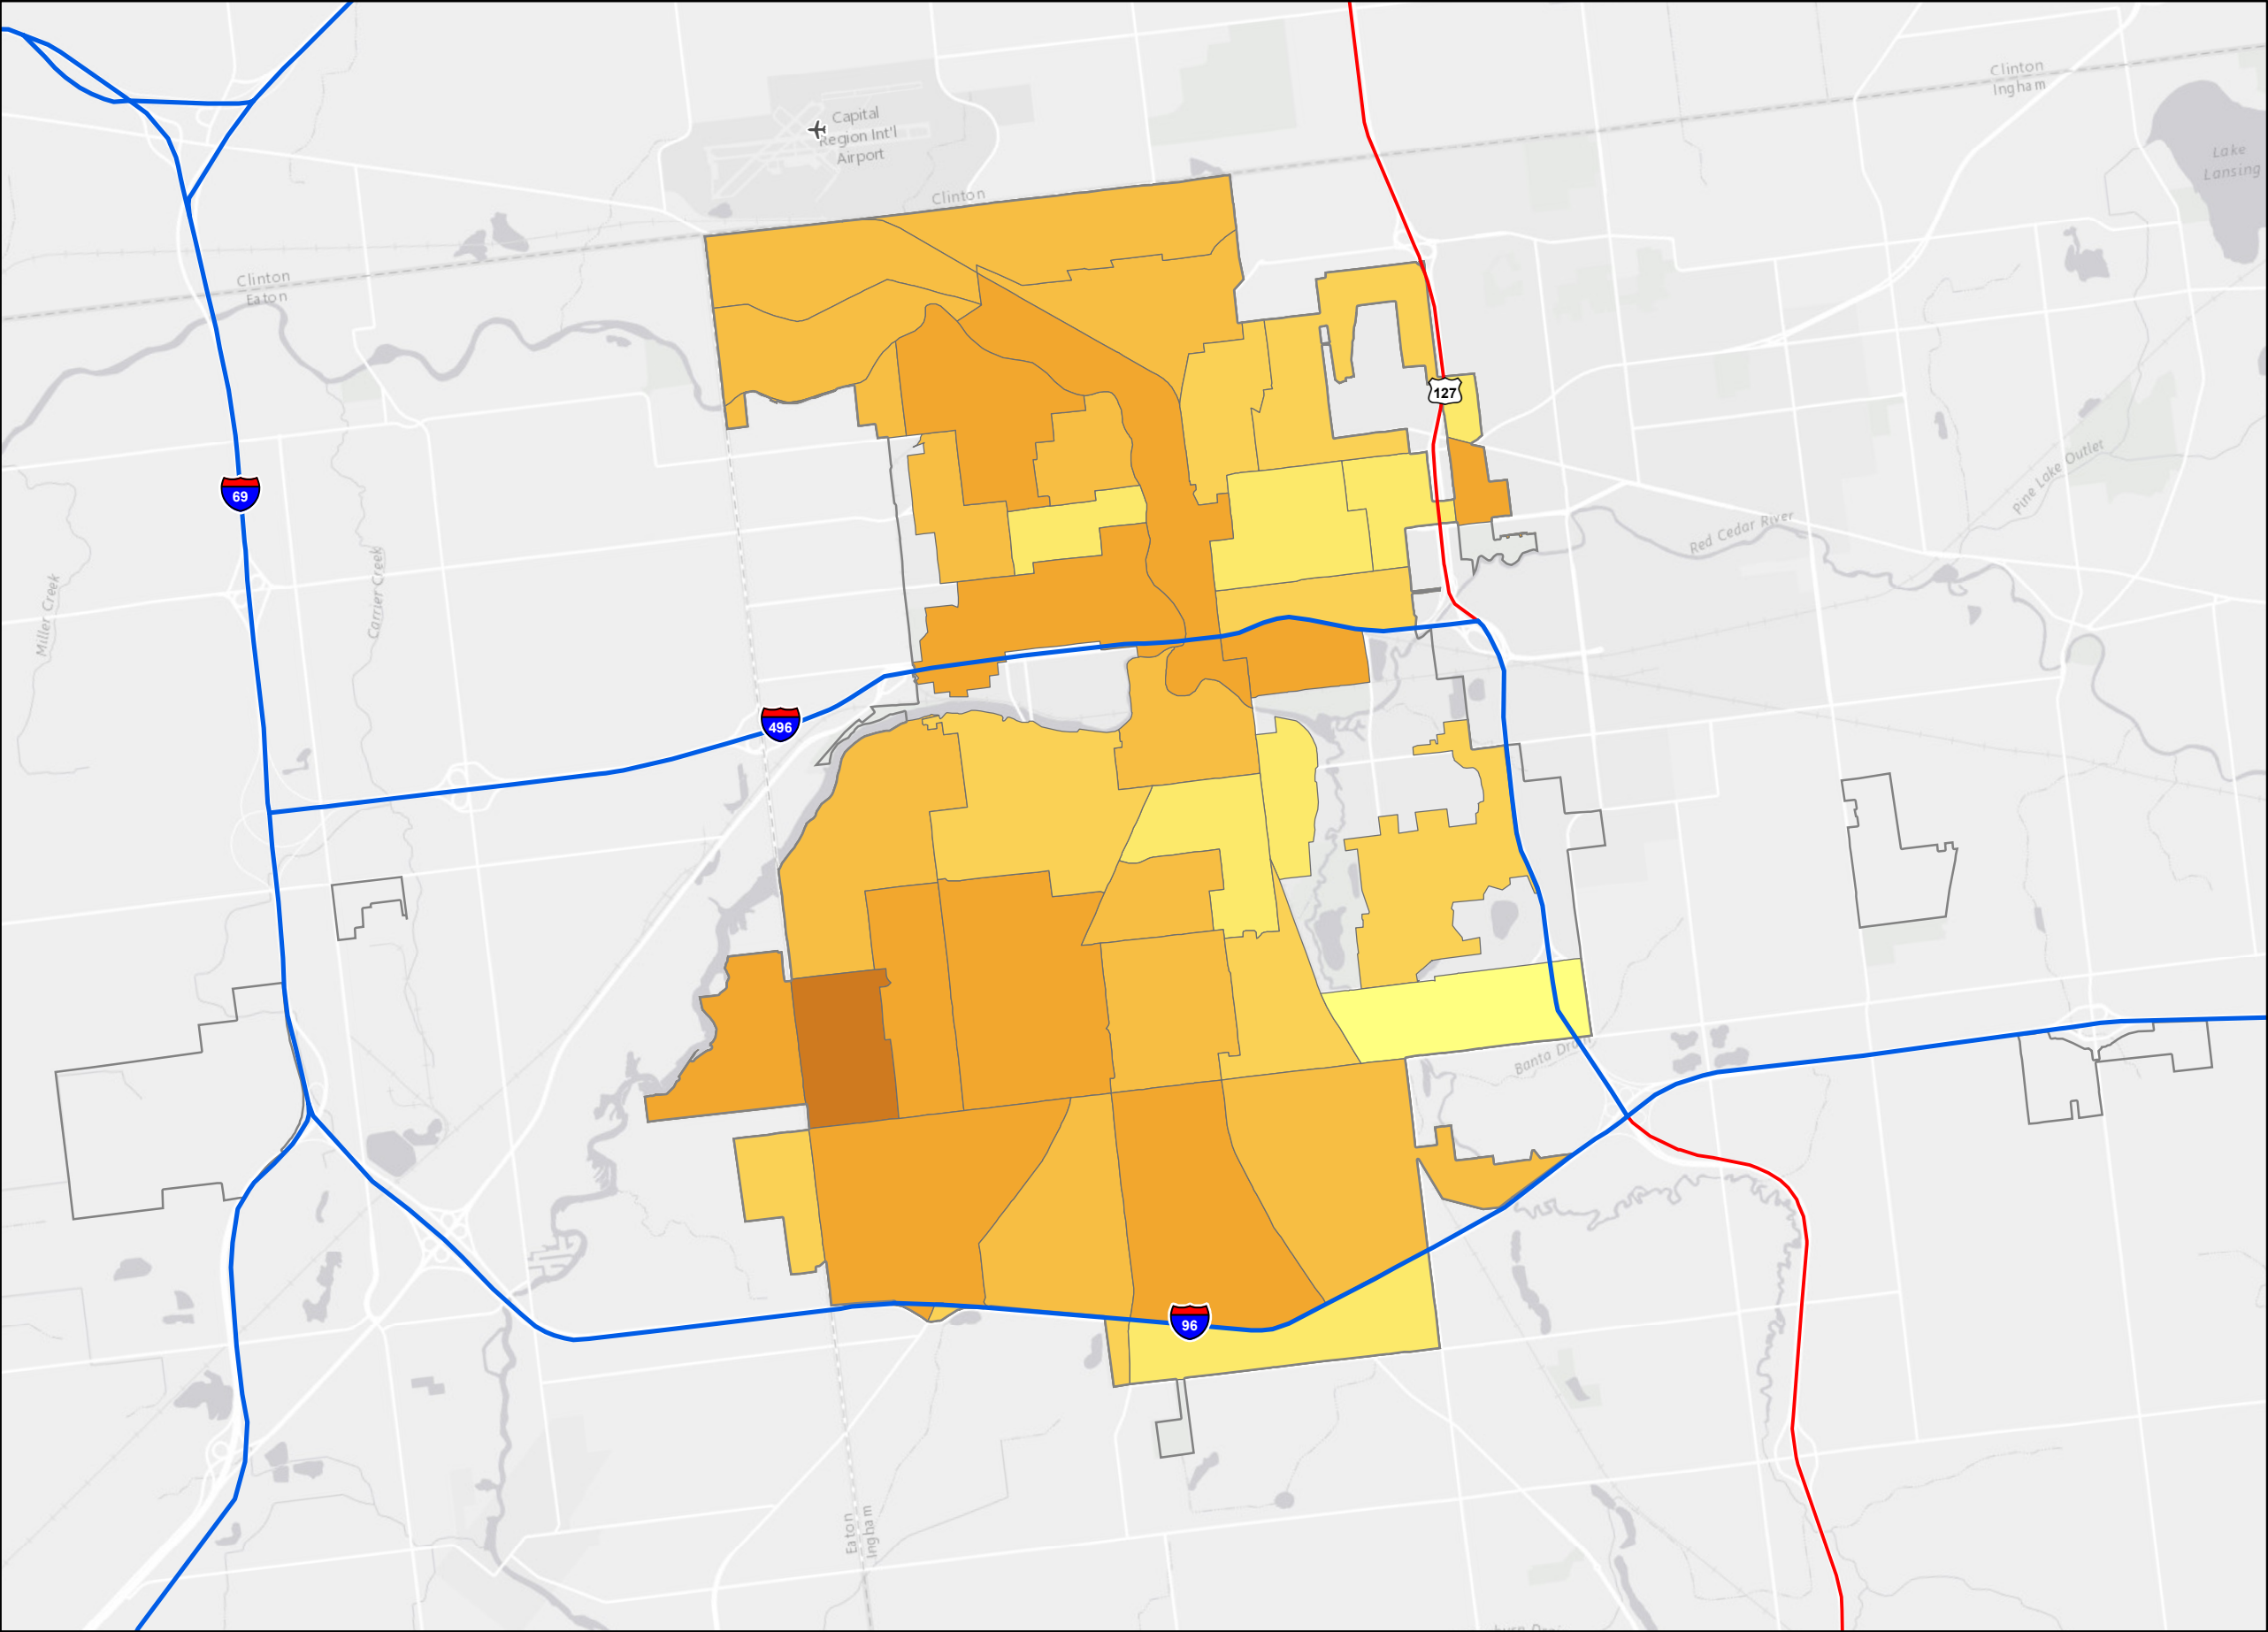 Clinton
Ingham
Capital
Region Int'l
Airport
Lake
Lansing
Clinton
Clinton
Eaton
127
Pine Lake Outlet
69
Red Cedar River
Miller Creek
Carrier Creek
496
Banta Drain
96
Eaton
Ingham